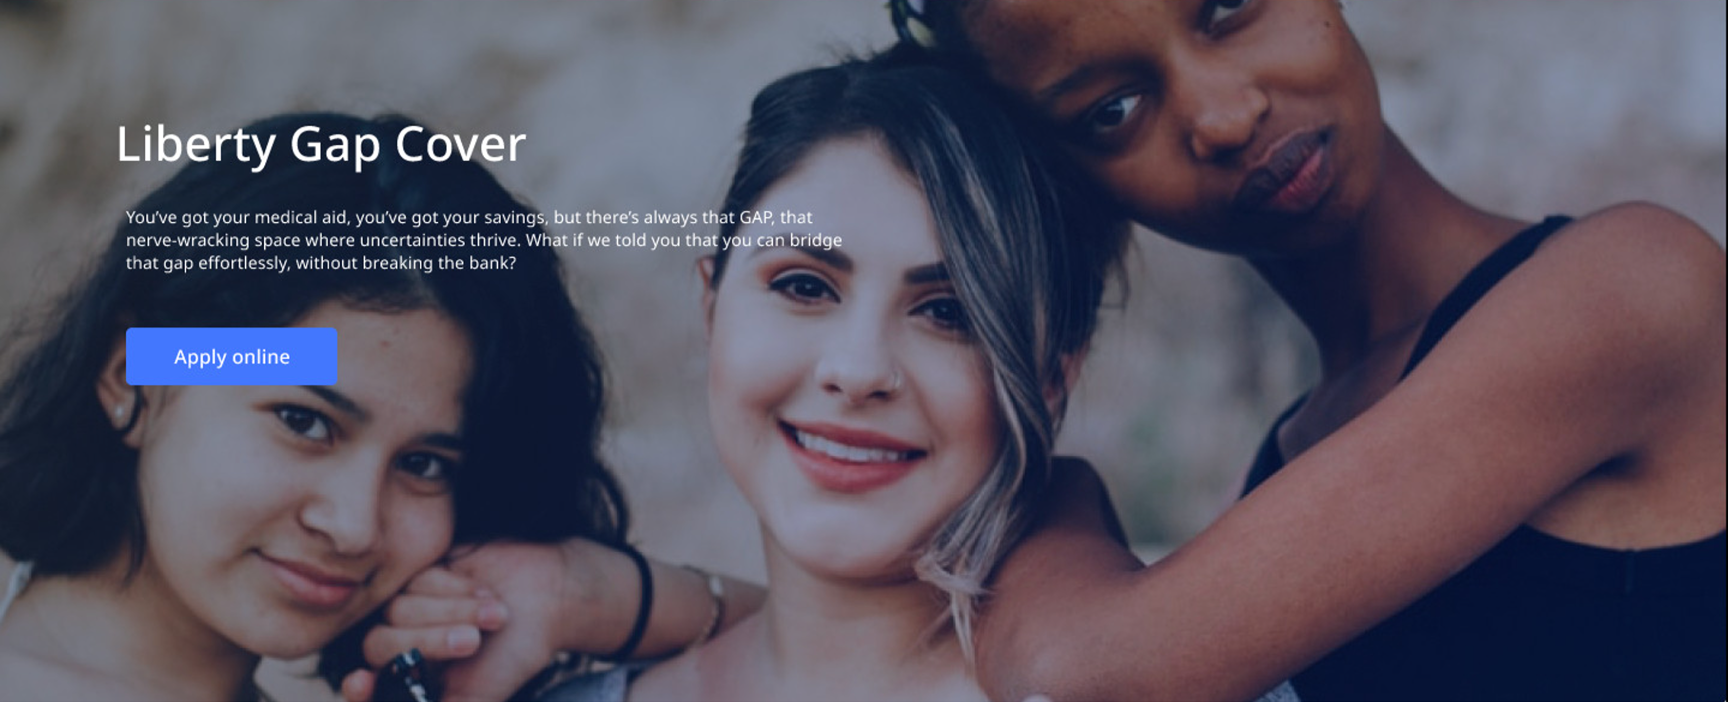 Liberty Gap Cover
You’ve got your medical aid, you’ve got your savings, but there’s always that GAP, that
nerve-wracking space where uncertainties thrive. What if we told you that you can bridge
that gap effortlessly, without breaking the bank?
Apply online